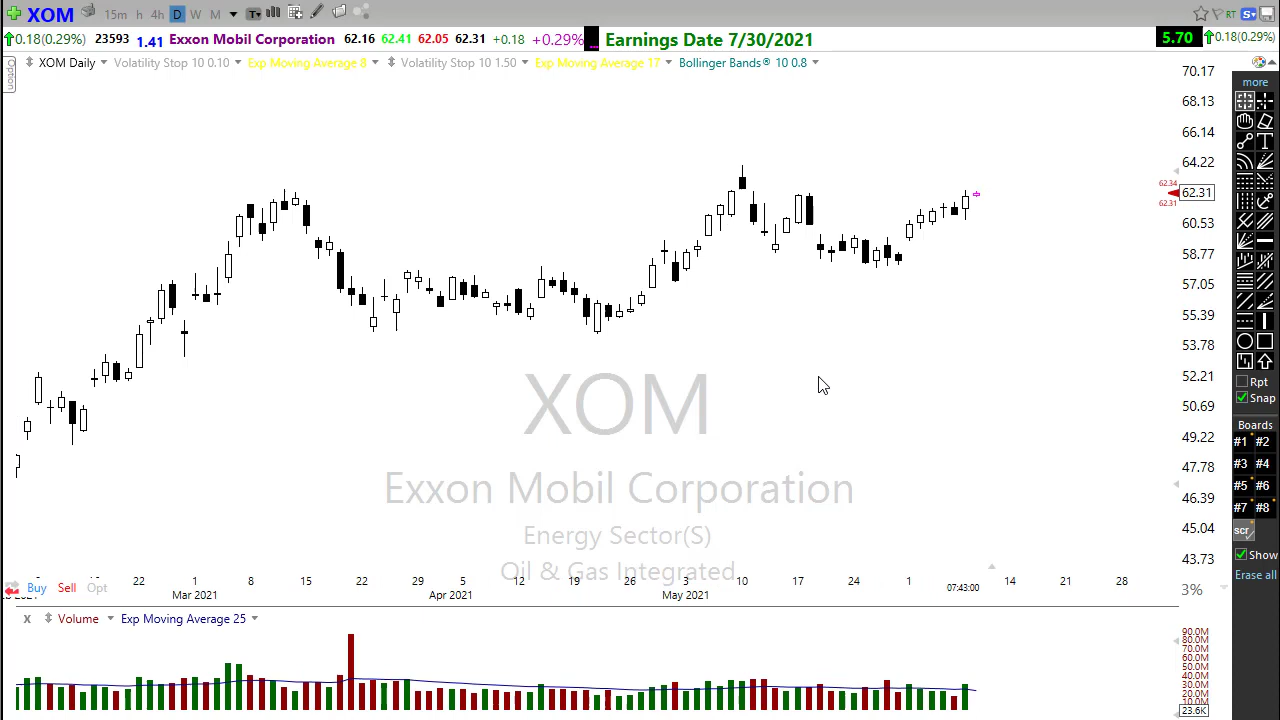 XOM 15m h 4h D W M T
RT S
0.18(0.29%) 23593 1.41 Exxon Mobil Corporation 62.16 62.41 62.05 62.31 +0.18 +0.29% ... Earnings Date 7/30/2021 5.70 0.18(0.29%)
Option
XOM Daily Volatility Stop 10 0.10 Exp Moving Average 8 Volatility Stop 10 1.50 Exp Moving Average 17 Bollinger Bands® 10 0.8
70.17
68.13
66.14
64.22
62.34
62.31
62.31
60.53
58.77
57.05
55.39
53.78
52.21
50.69
49.22
47.78
46.39
45.04
43.73
3%
more
T
Rpt
Snap
Boards
#1 #2
#3 #4
#5 #6
#7 #8
scr
Show
Erase all
XOM
Exxon Mobil Corporation
Energy Sector(S)
Oil & Gas Integrated
22 1 8 15 22 29 5 12 19 26 3 10 17 24 1 14 21 28
Buy Sell Opt
07:43:00
Mar 2021 Apr 2021 May 2021
X Volume Exp Moving Average 25
90.0M
80.0M
70.0M
60.0M
50.0M
40.0M
30.0M
20.0M
10.0M
23.6K